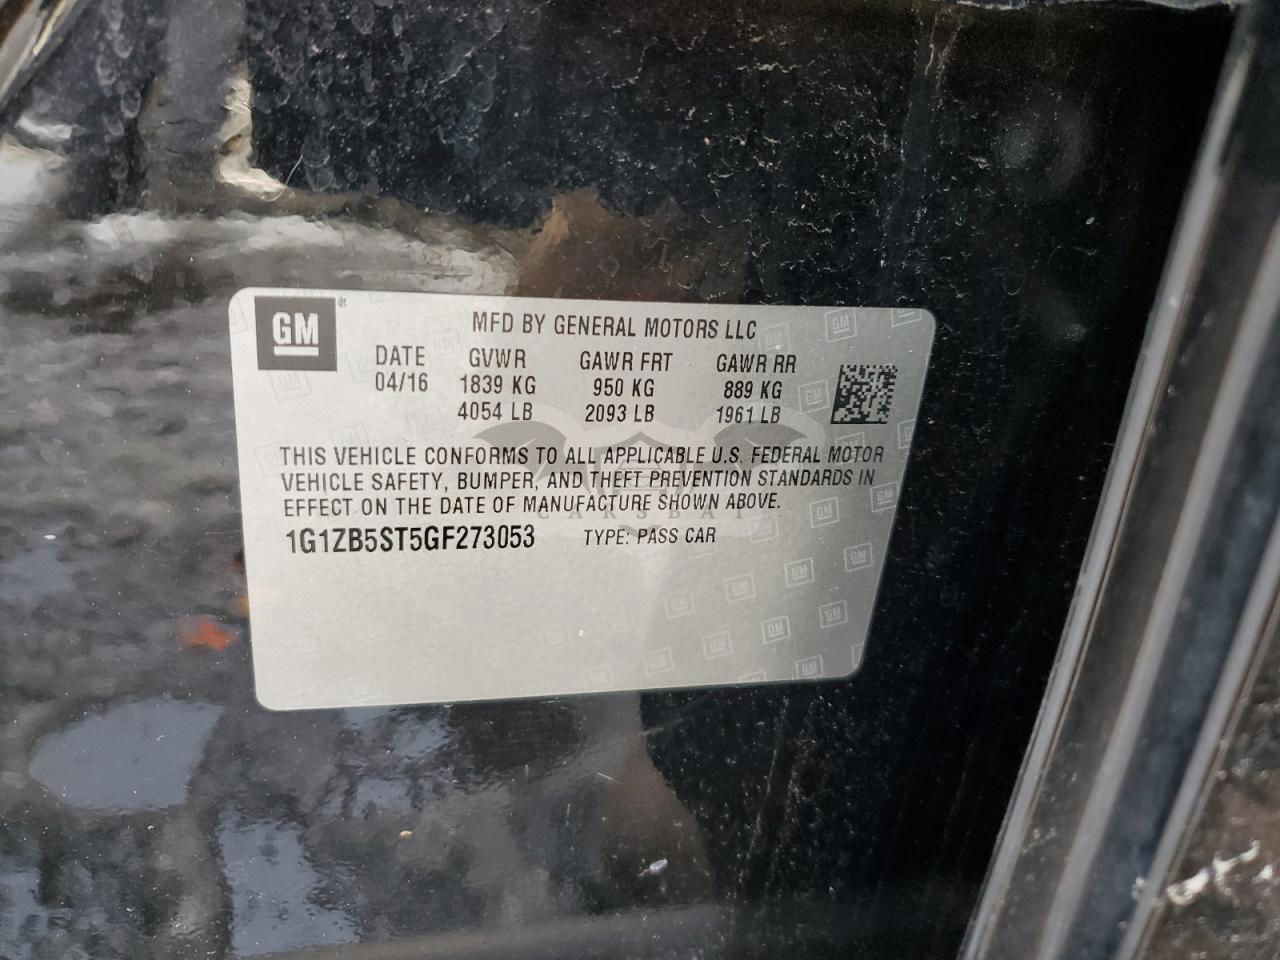 GM
MFD BY GENERAL MOTORS LLC
DATE GVWR GAWR FRT GAWR RR
04/16 1839 KG 950 KG 889 KG
4054 LB 2093 LB 1961 LB
THIS VEHICLE CONFORMS TO ALL APPLICABLE U.S. FEDERAL MOTOR
VEHICLE SAFETY, BUMPER, AND THEFT PREVENTION STANDARDS IN
EFFECT ON THE DATE OF MANUFACTURE SHOWN ABOVE.
CARSBAT
1G1ZB5ST5GF273053 TYPE: PASS CAR